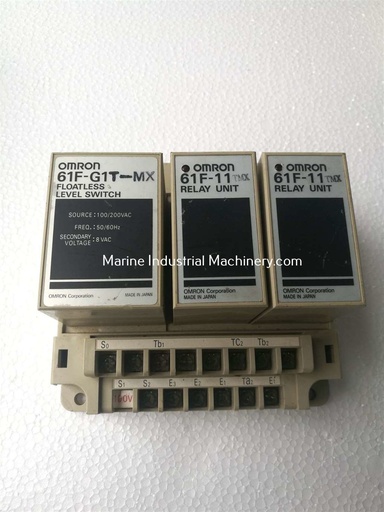 OMRON
61F-G1T-MX
FLOATLESS
LEVEL SWITCH
SOURCE: 100/200VAC
FREQ.: 50/60Hz
SECONDARY VOLTAGE: 8 VAC
OMRON Corporation MADE IN JAPAN
OMRON
61F-11 TMX
RELAY UNIT
OMRON Corporation
MADE IN JAPAN
OMRON
61F-11 TMX
RELAY UNIT
OMRON Corporation
MADE IN JAPAN
Marine Industrial Machinery.com
S0 Tb1 TC2 Tb2
S1 S2 E3 E1 E2 E3 Ta2